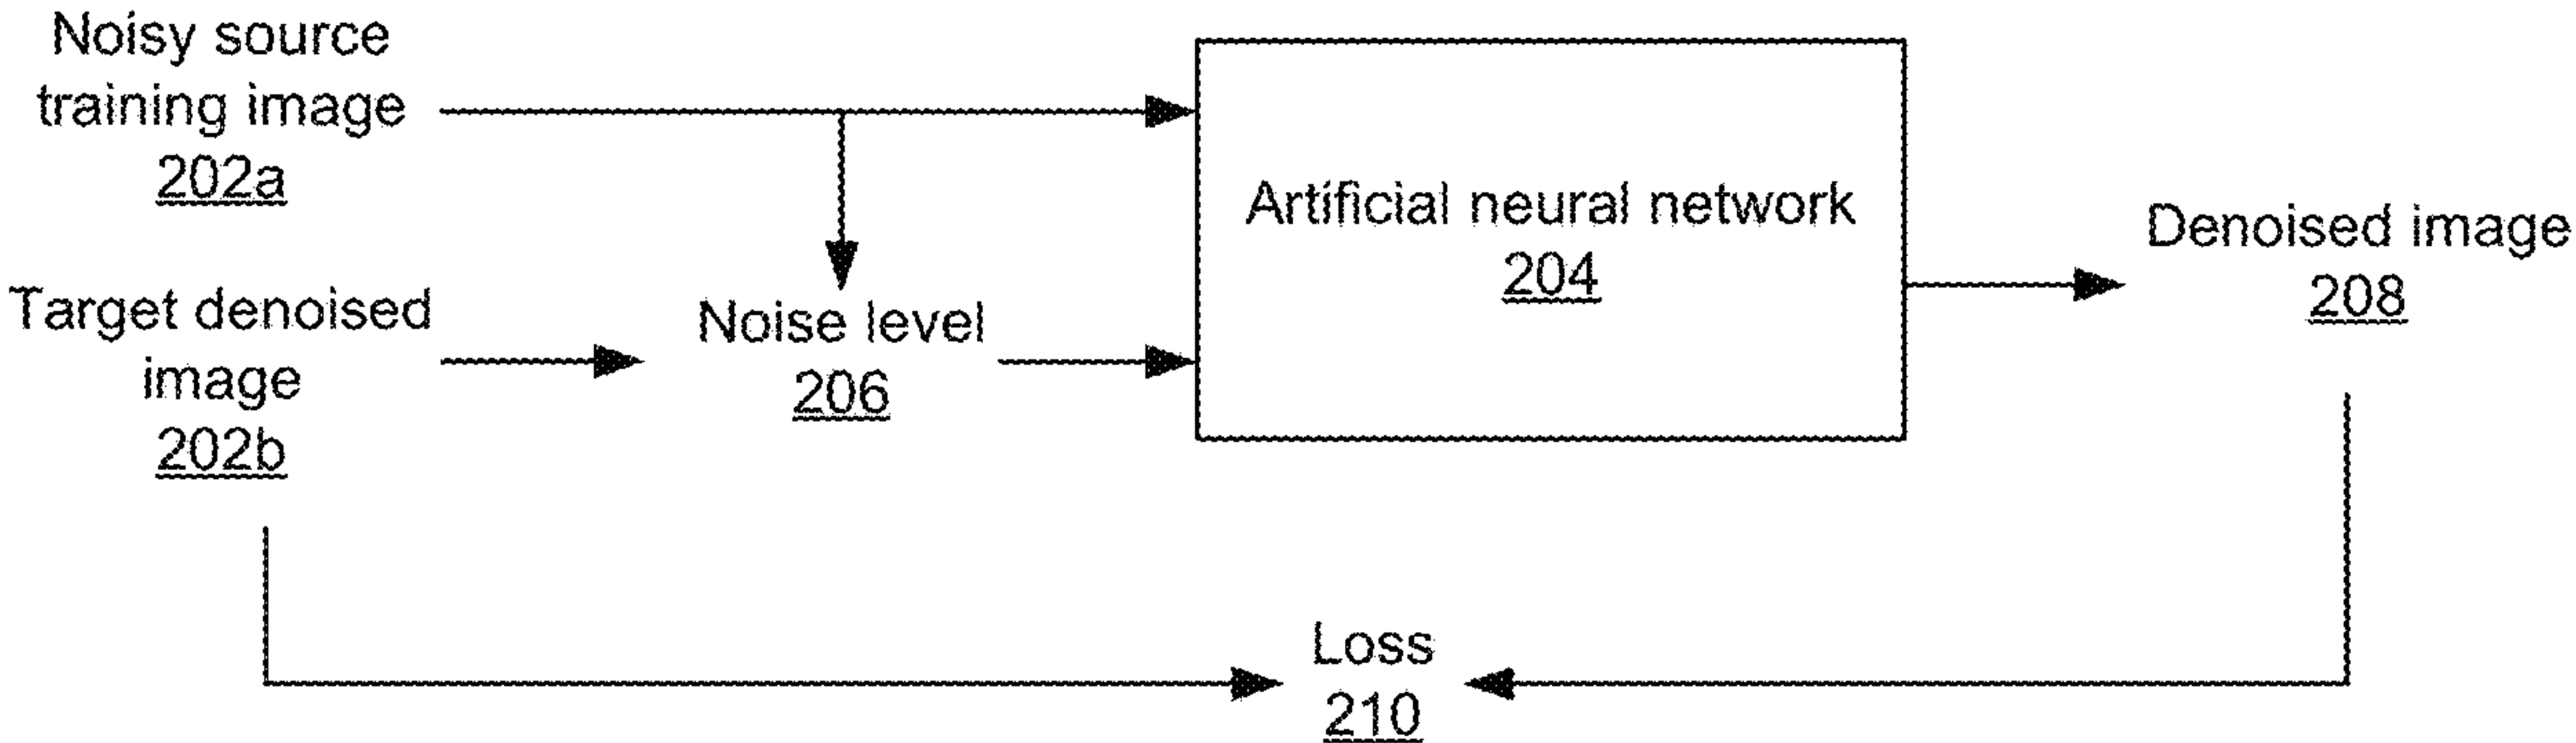 Noisy source
training image
202a
Target denoised
image
202b
Noise level
206
Artificial neural network
204
Denoised image
208
Loss
210